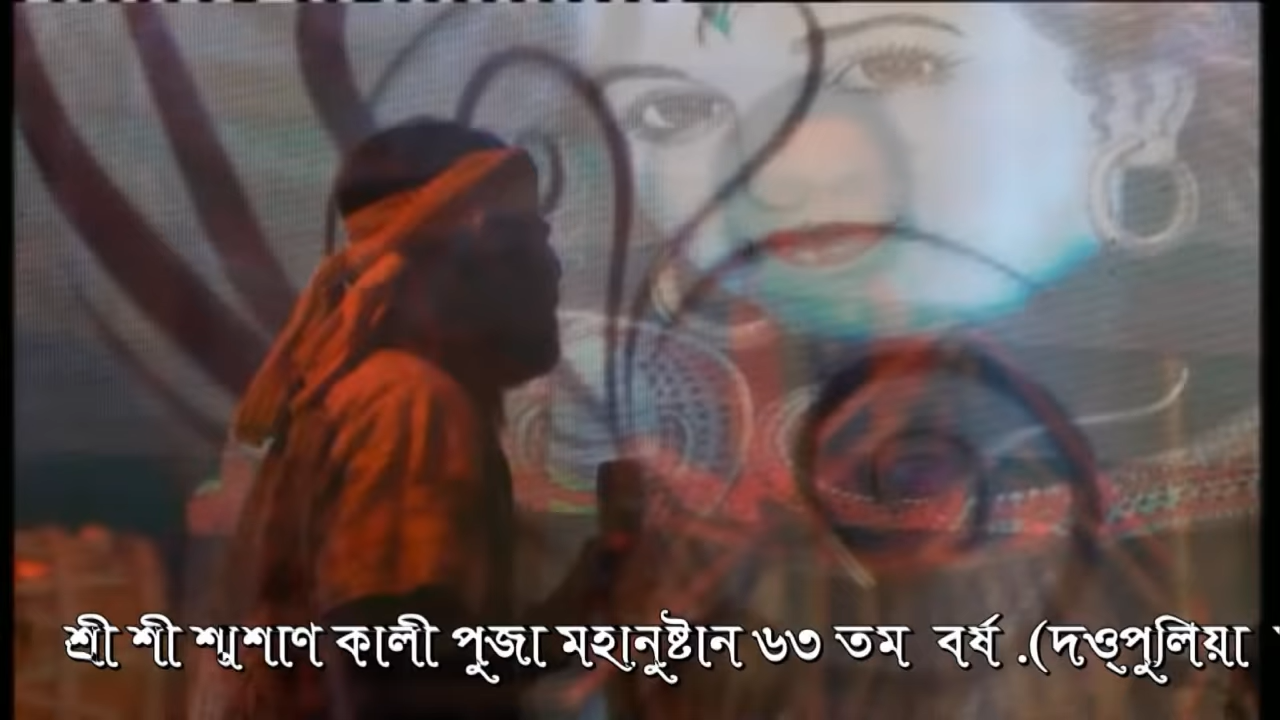 শ্রী শী শ্মশাণ কালী পুজা মহানুষ্টান ৬৩ তম বর্ষ .(দত্তপুলিয়া